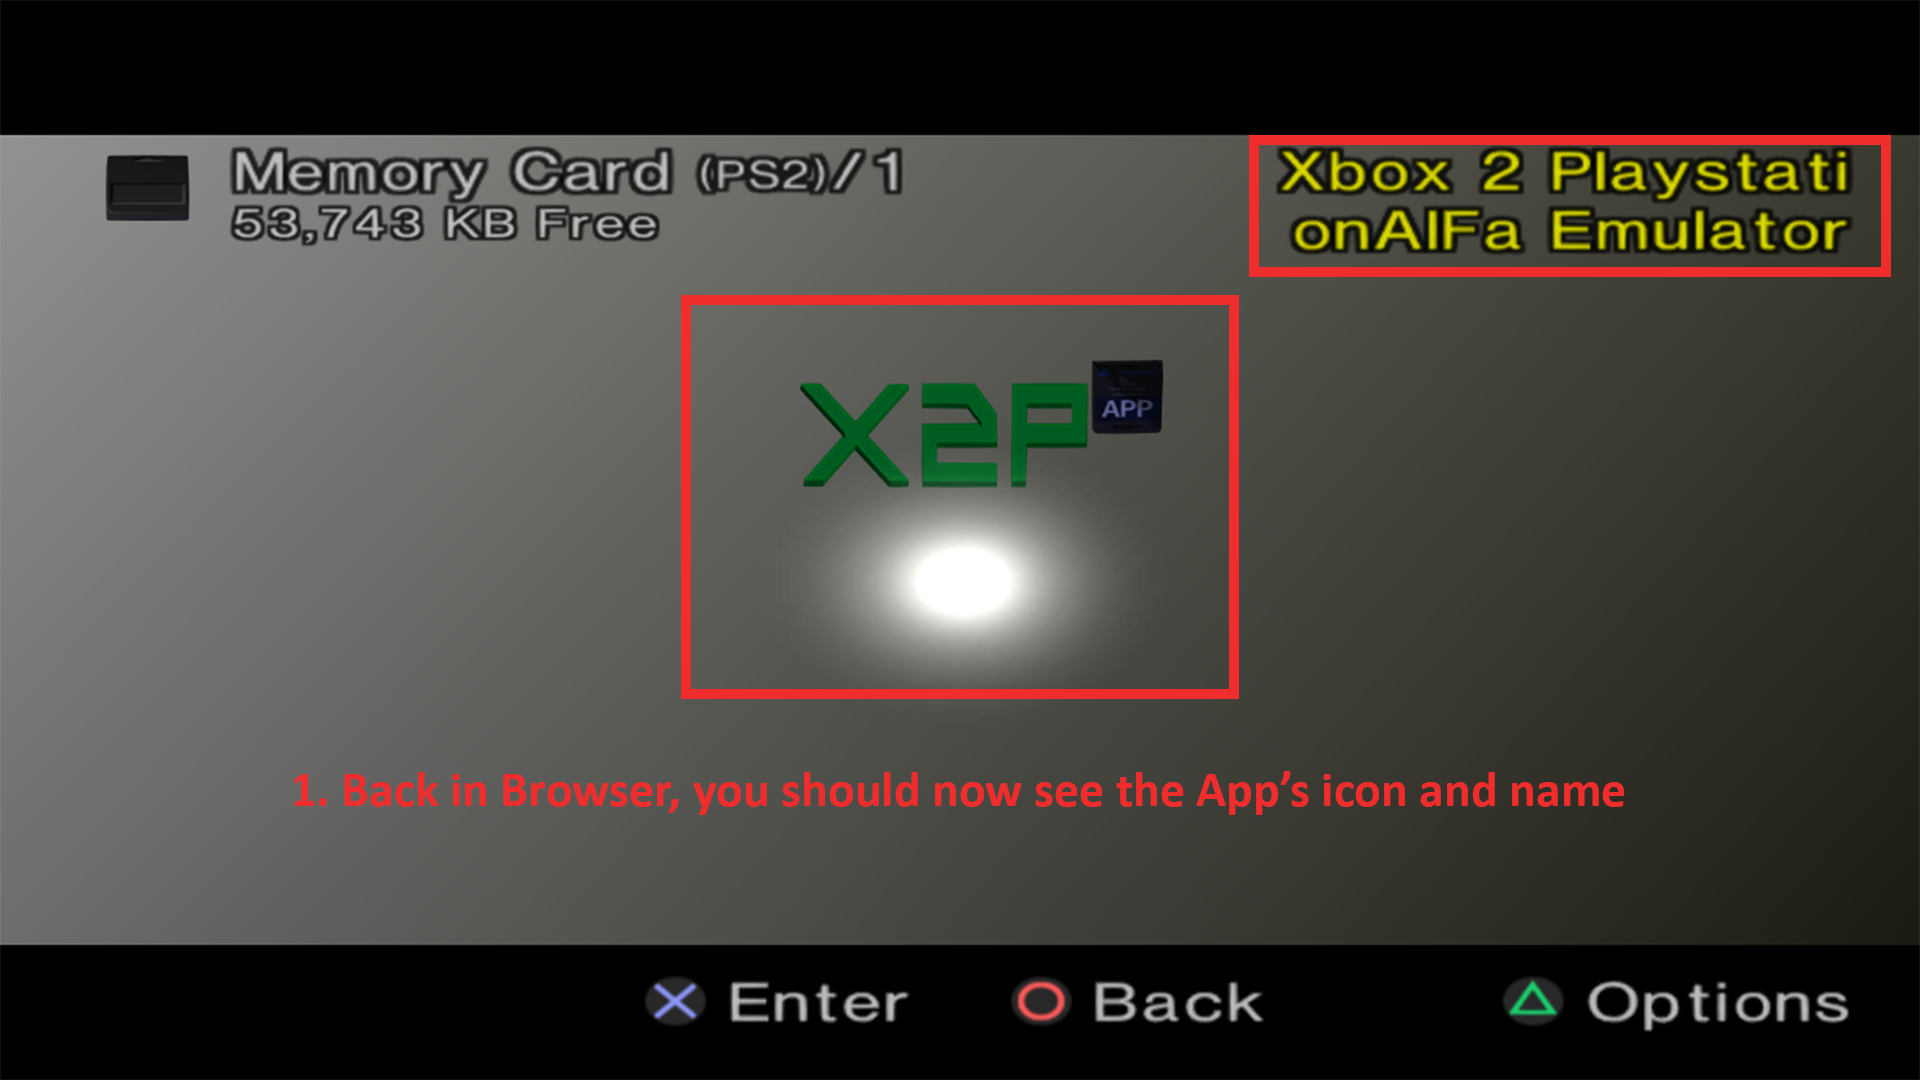 Memory Card (PS2)/1
53,743 KB Free
Xbox 2 Playstati
onAlFa Emulator
X2P
APP
1. Back in Browser, you should now see the App’s icon and name
Enter
Back
Options